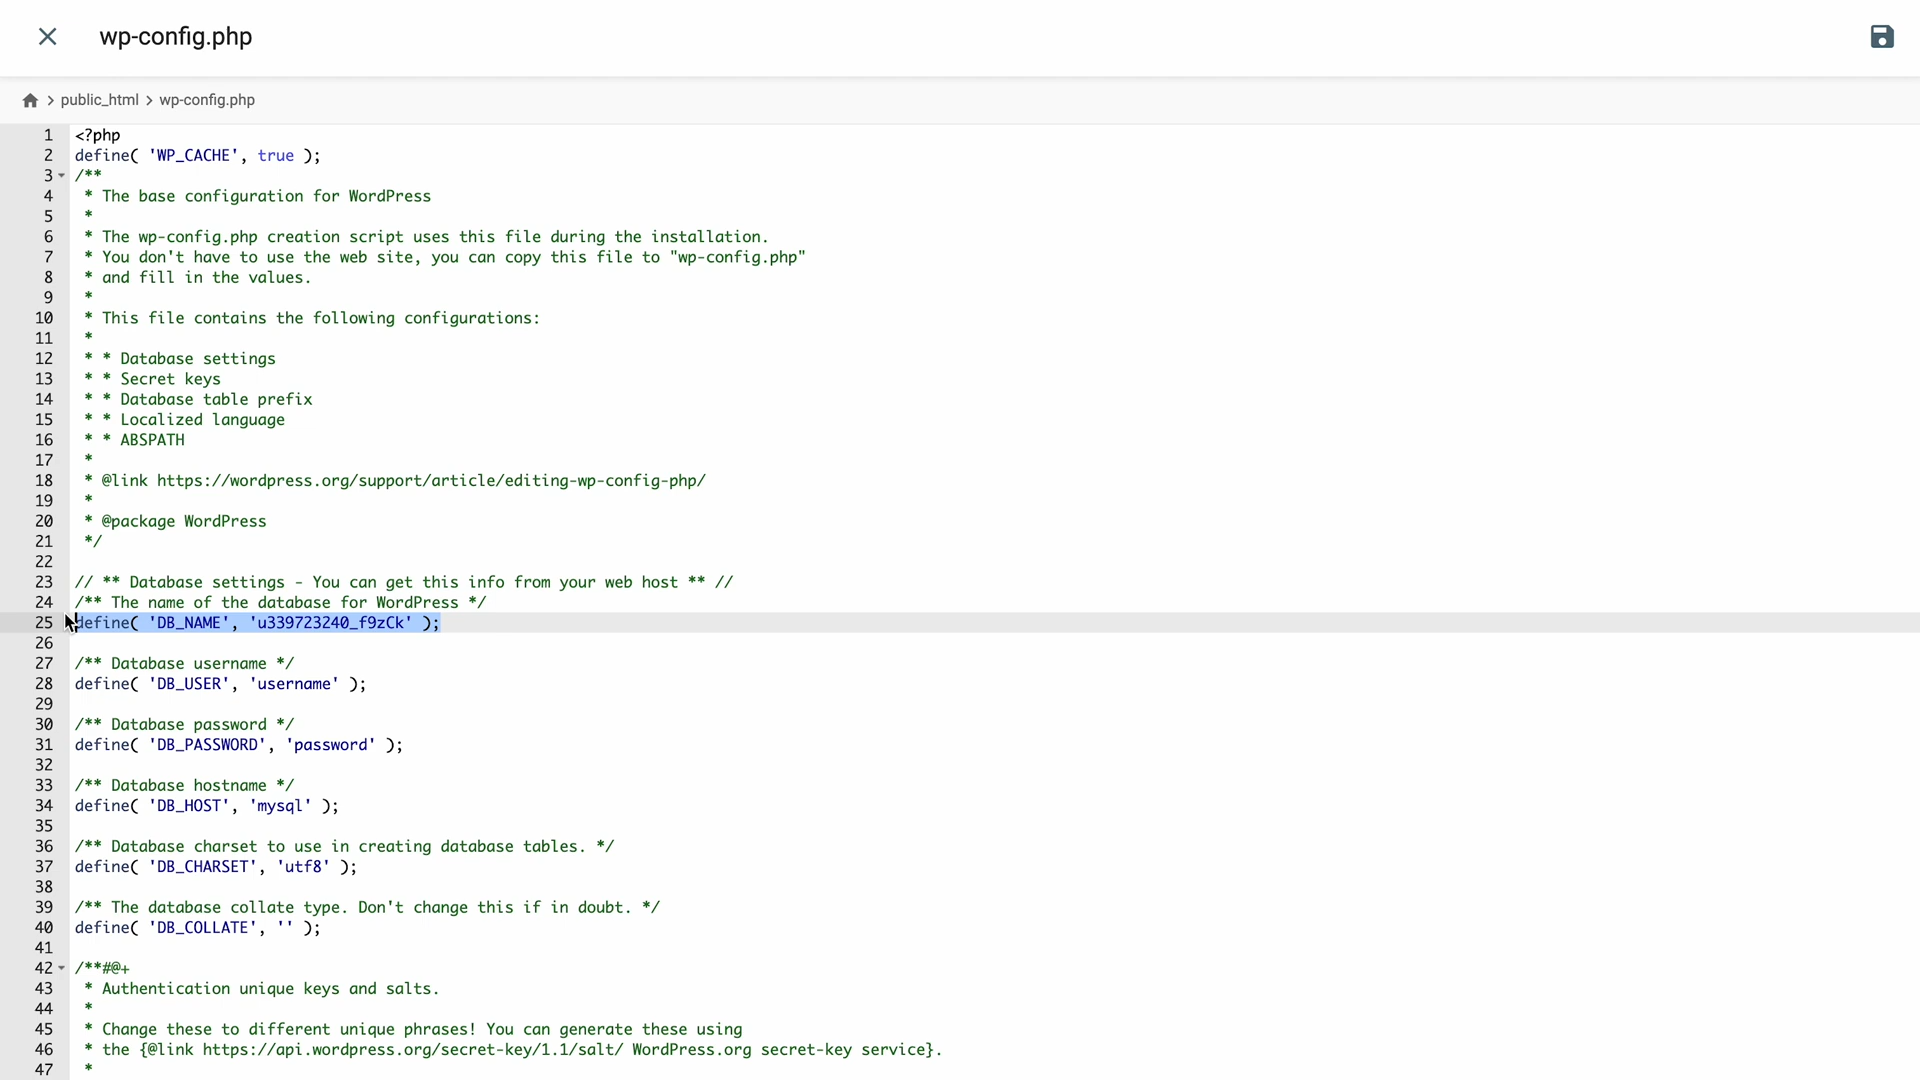 wp-config.php
public_html > wp-config.php
1 <?php
2 define( 'WP_CACHE', true );
3 /**
4 * The base configuration for WordPress
5 *
6 * The wp-config.php creation script uses this file during the installation.
7 * You don't have to use the web site, you can copy this file to "wp-config.php"
8 * and fill in the values.
9 *
10 * This file contains the following configurations:
11 *
12 * * Database settings
13 * * Secret keys
14 * * Database table prefix
15 * * Localized language
16 * * ABSPATH
17 *
18 * @link https://wordpress.org/support/article/editing-wp-config-php/
19 *
20 * @package WordPress
21 */
22
23 // ** Database settings - You can get this info from your web host ** //
24 /** The name of the database for WordPress */
25 define( 'DB_NAME', 'u339723240_f9zCk' );
26
27 /** Database username */
28 define( 'DB_USER', 'username' );
29
30 /** Database password */
31 define( 'DB_PASSWORD', 'password' );
32
33 /** Database hostname */
34 define( 'DB_HOST', 'mysql' );
35
36 /** Database charset to use in creating database tables. */
37 define( 'DB_CHARSET', 'utf8' );
38
39 /** The database collate type. Don't change this if in doubt. */
40 define( 'DB_COLLATE', '' );
41
42 /**#@+
43 * Authentication unique keys and salts.
44 *
45 * Change these to different unique phrases! You can generate these using
46 * the {@link https://api.wordpress.org/secret-key/1.1/salt/ WordPress.org secret-key service}.
47 *